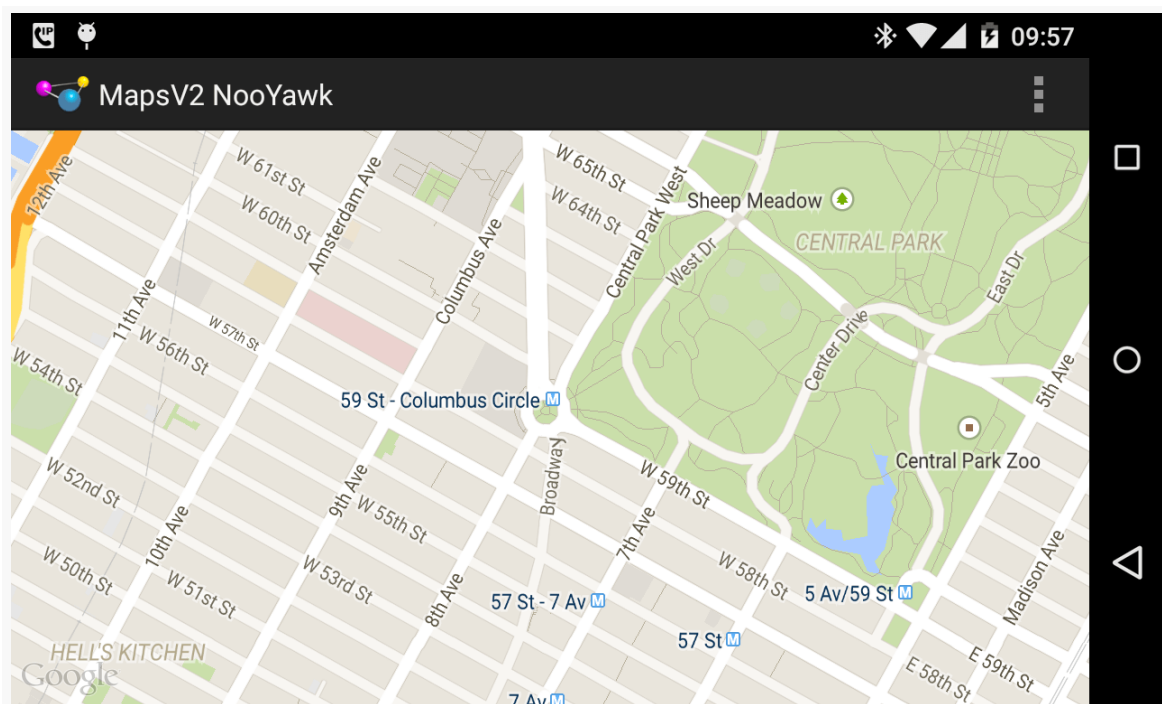 IP
09:57
MapsV2 NooYawk
12th Ave
W 61st St
W 60th St
Amsterdam Ave
Columbus Ave
W 65th St
W 64th St
Central Park West
Sheep Meadow
CENTRAL PARK
West Dr
East Dr
11th Ave
W 57th St
W 56th St
W 54th St
Center Drive
5th Ave
59 St - Columbus Circle M
Central Park Zoo
Broadway
W 59th St
W 52nd St
9th Ave
W 55th St
10th Ave
7th Ave
W 50th St
W 51st St
W 53rd St
8th Ave
W 58th St
Madison Ave
57 St - 7 Av M
5 Av/59 St M
57 St M
HELL'S KITCHEN
Google
E 58th St
E 59th St
7 Av M